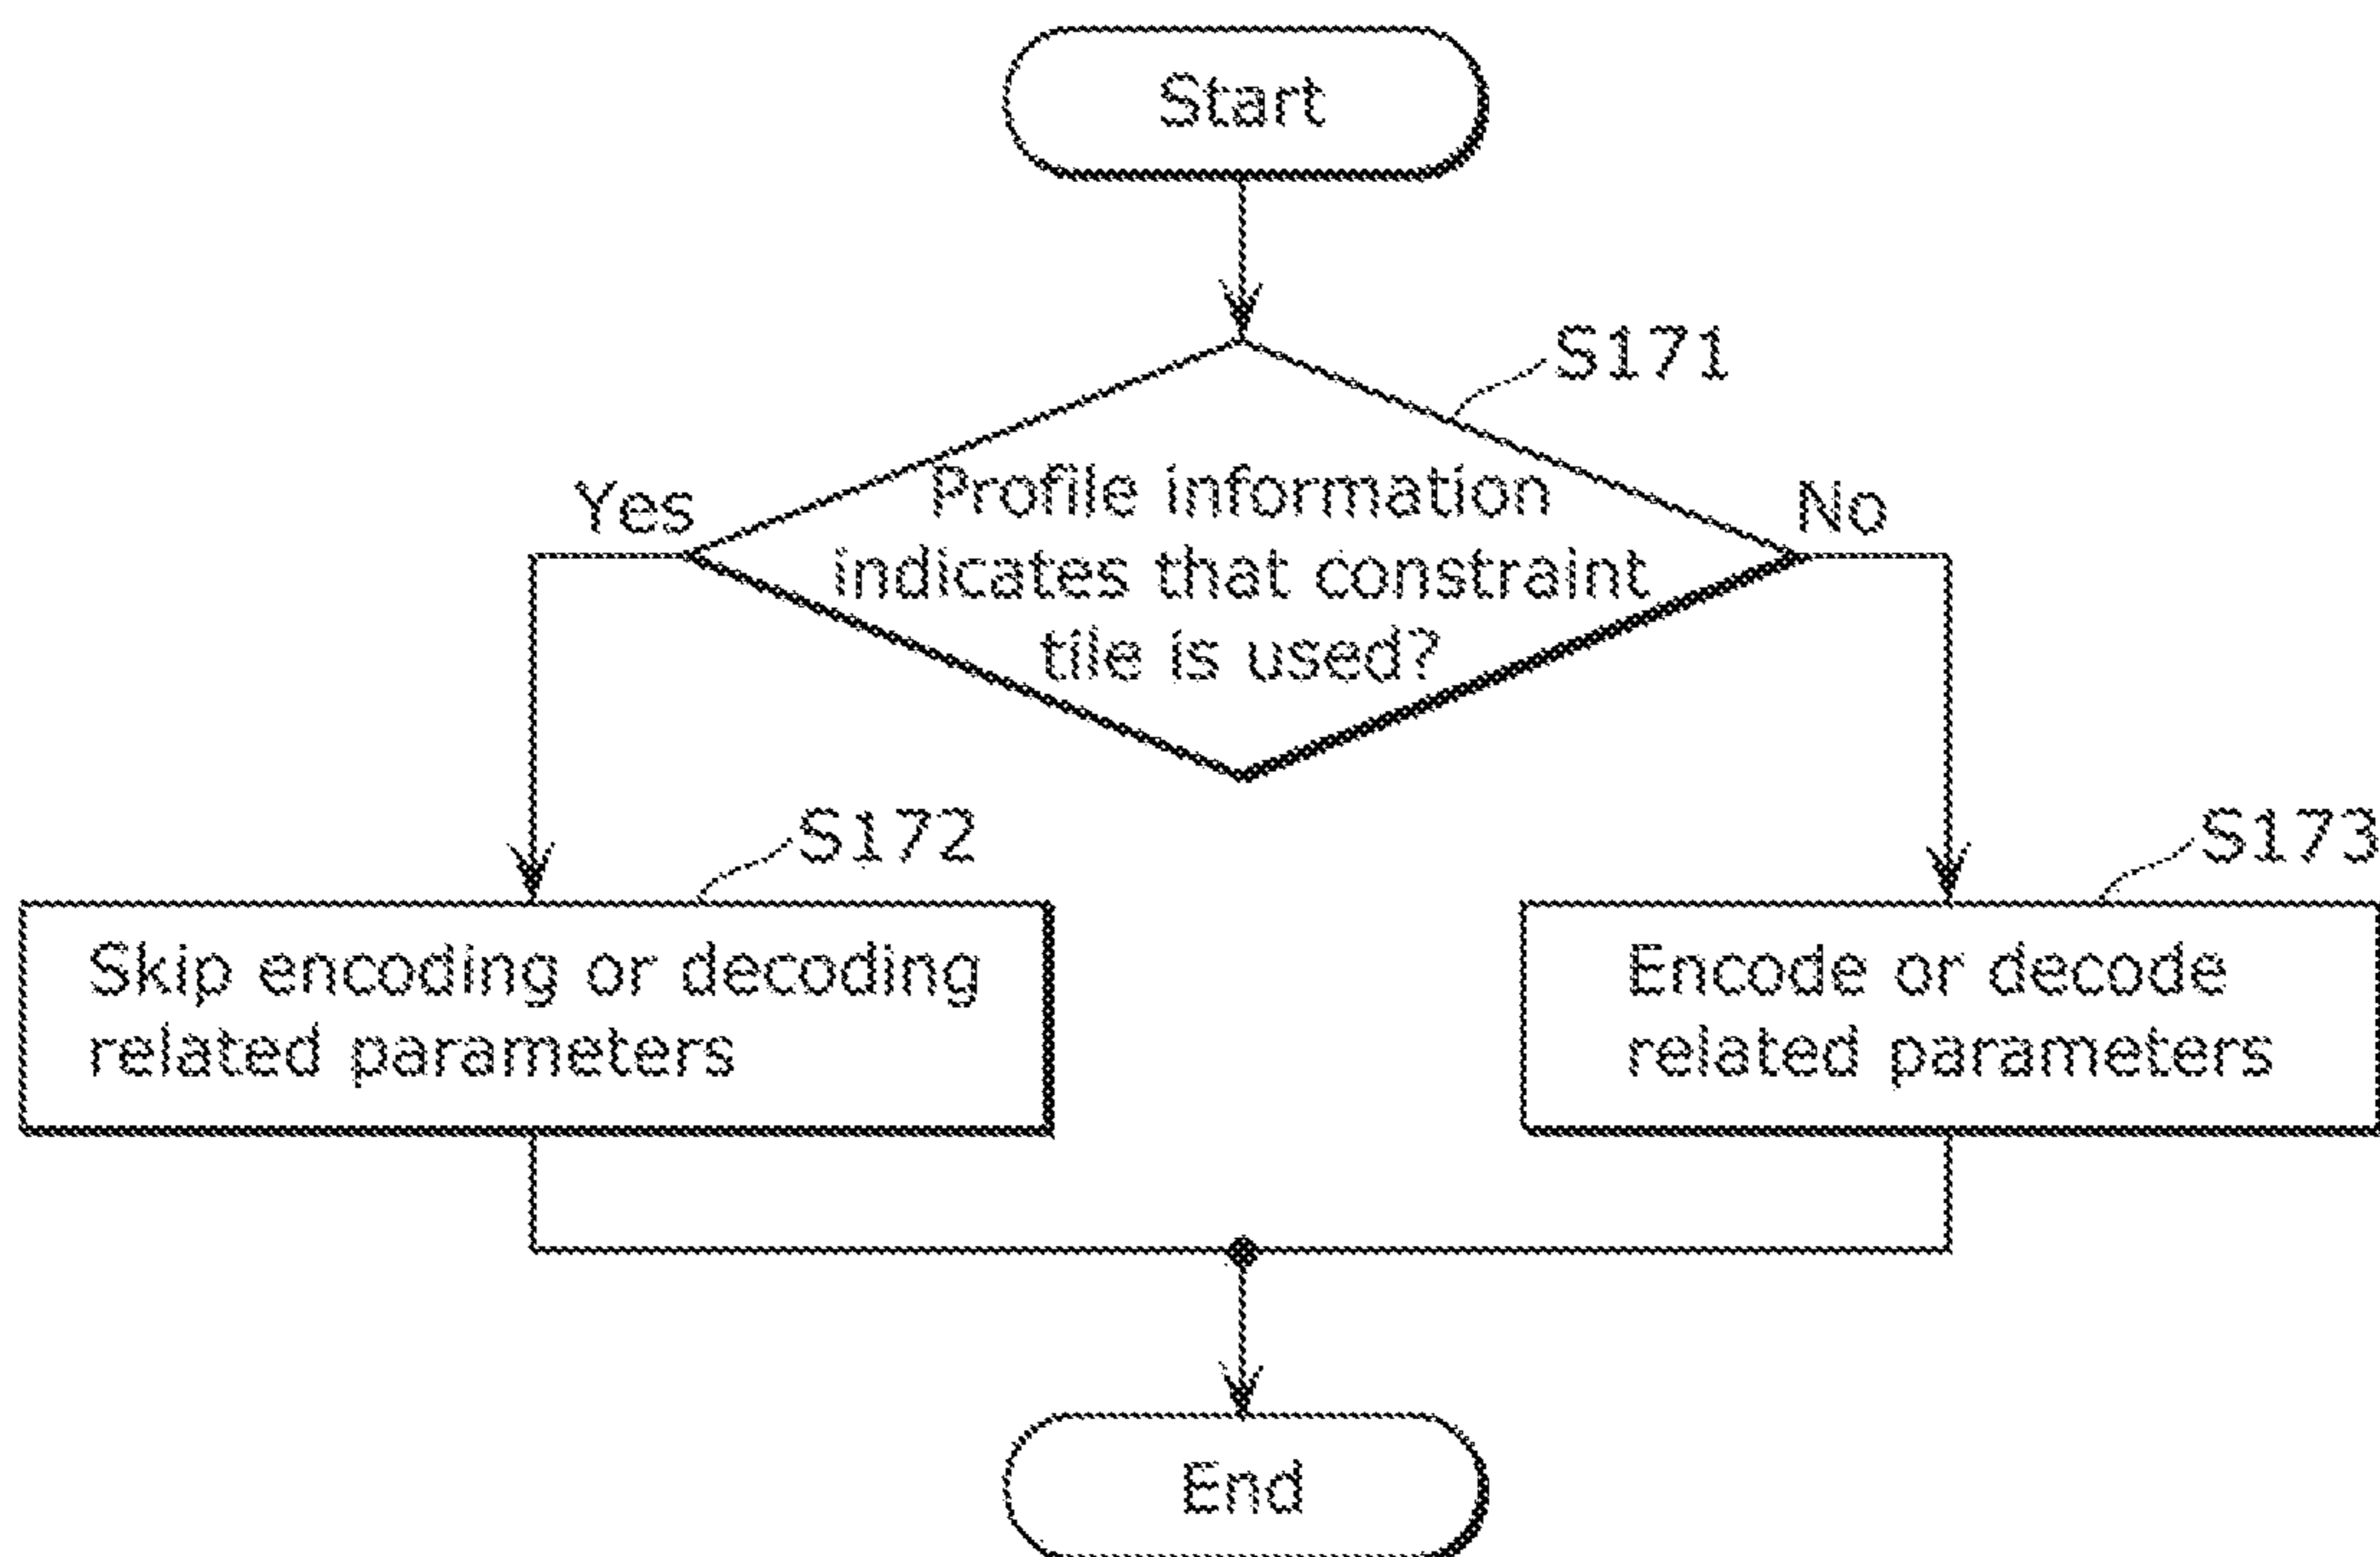 Start
S171
Profile information
indicates that constraint
tile is used?
Yes
No
S172
Skip encoding or decoding
related parameters
S173
Encode or decode
related parameters
End